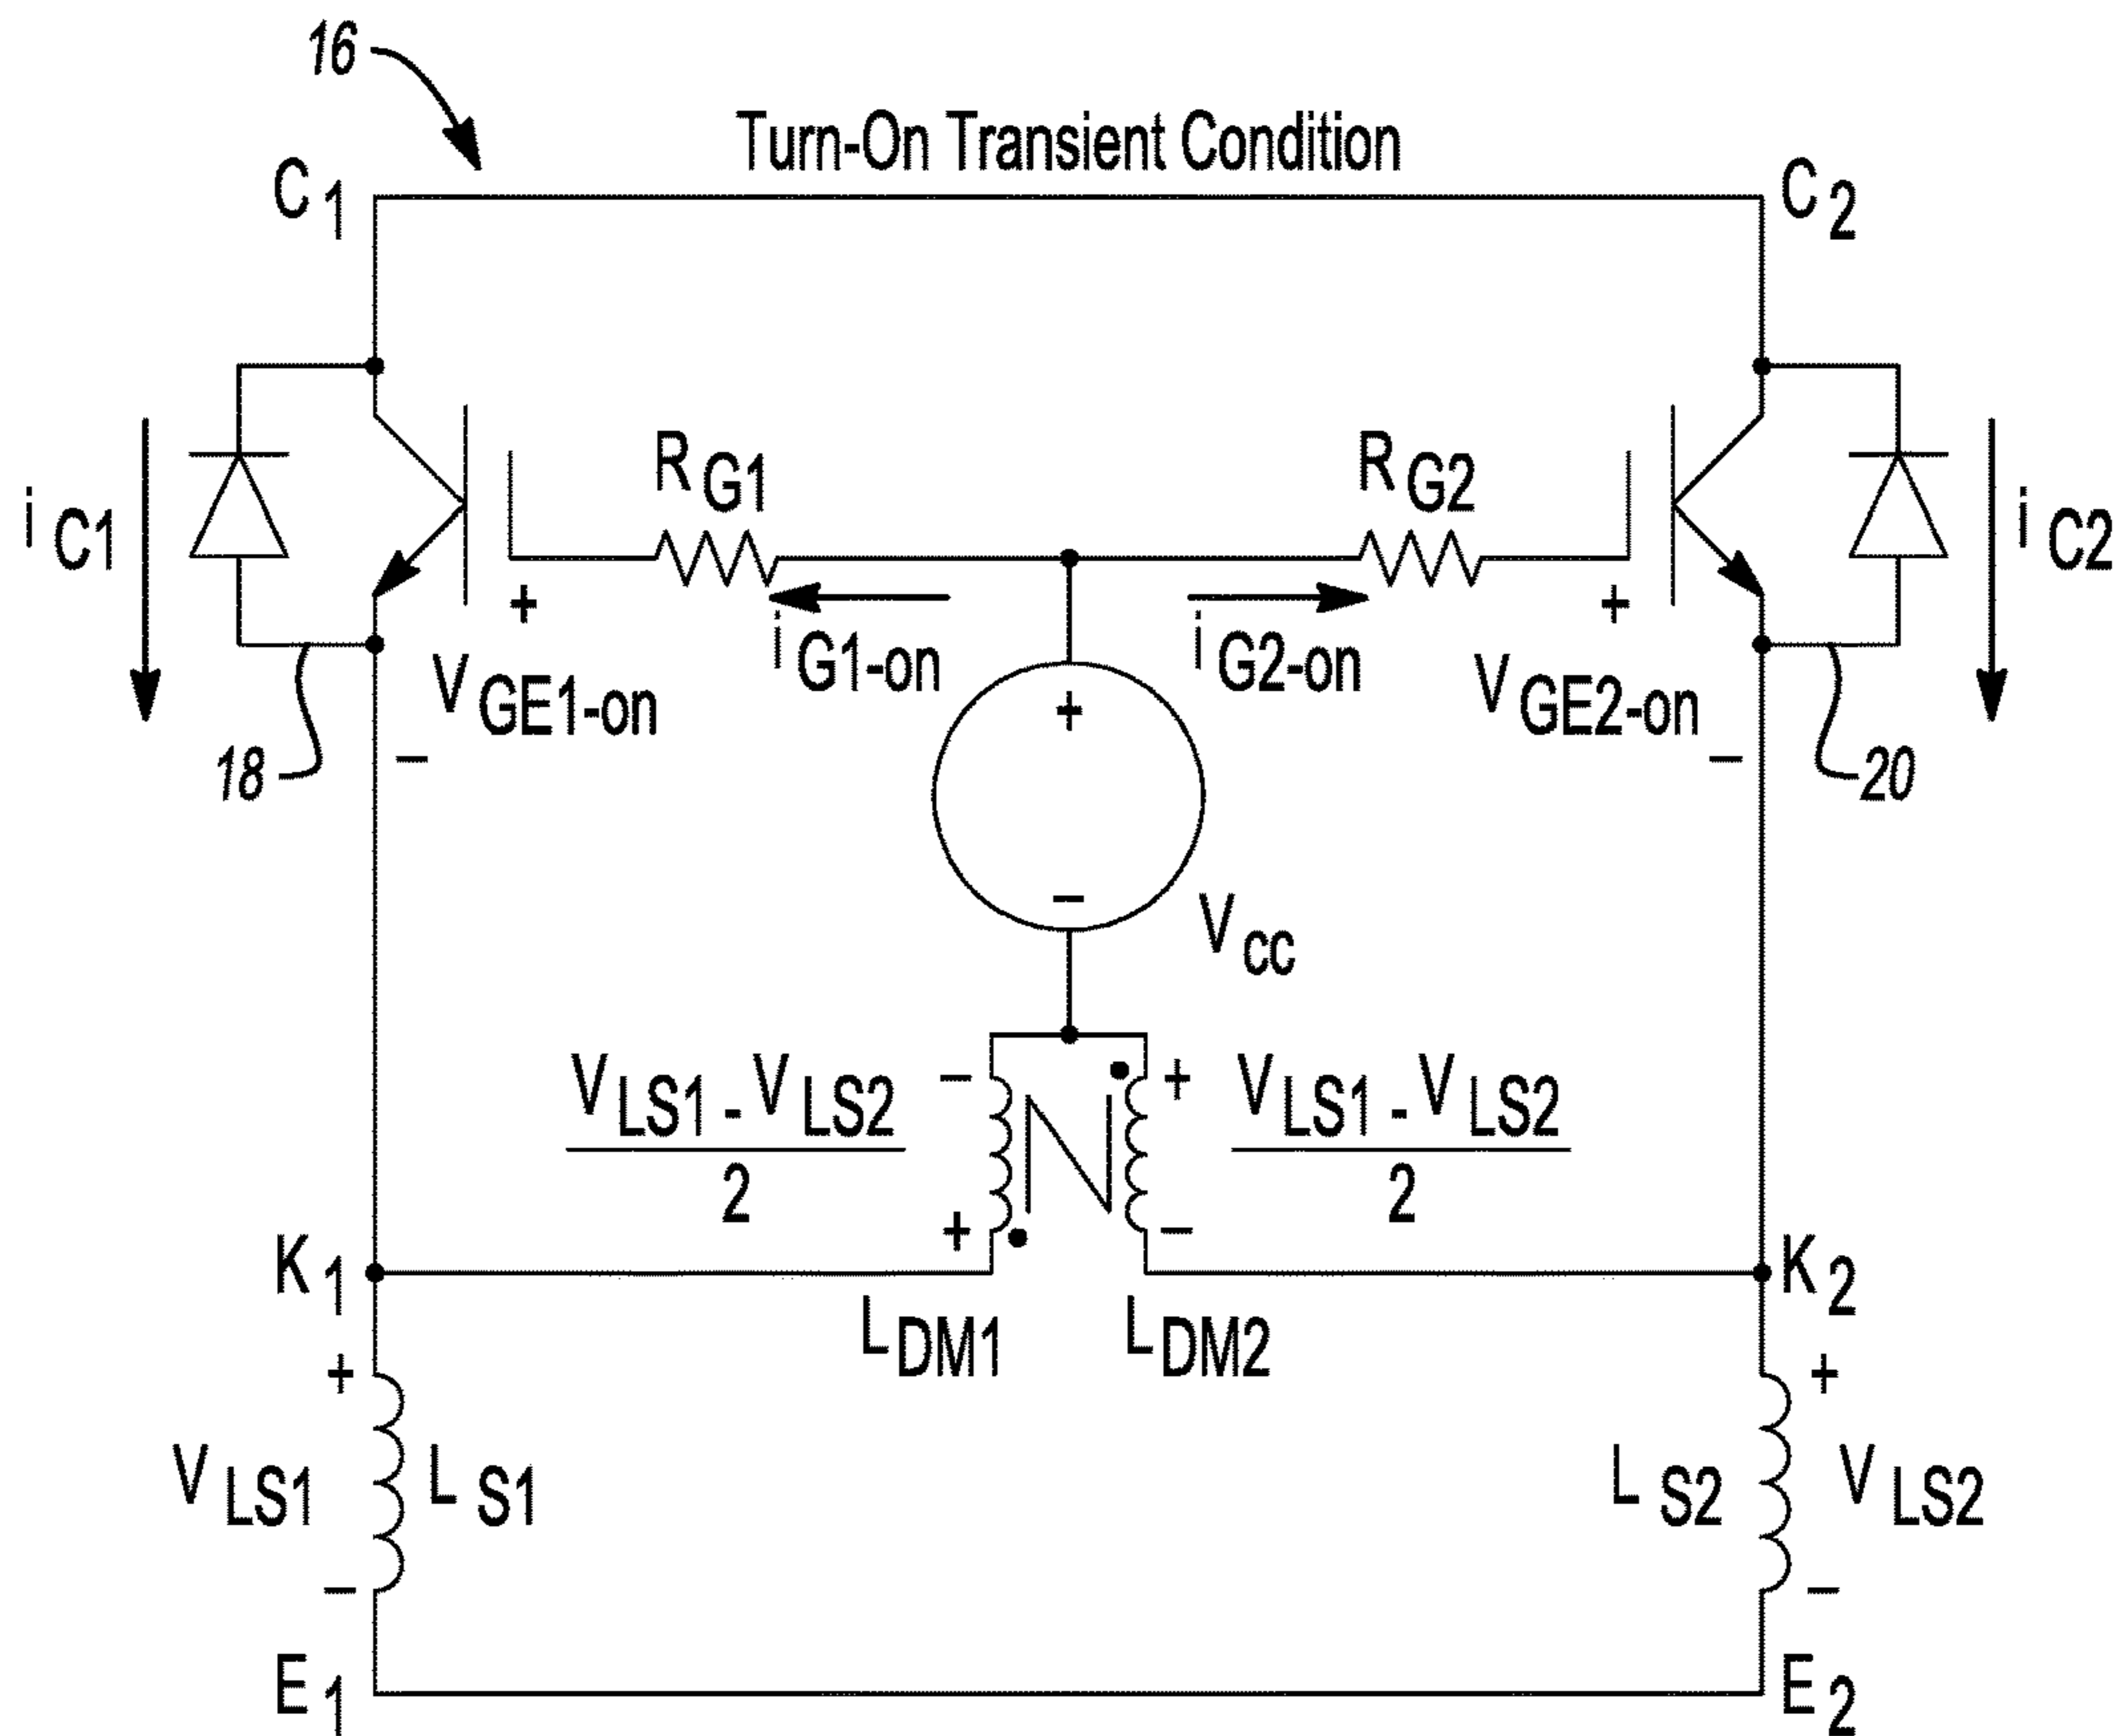 16
Turn-On Transient Condition
C1
C2
RG1
RG2
iC1
iC2
+
+
iG1-on
iG2-on
VGE1-on
VGE2-on
+
−
−
18
20
−
Vcc
VLS1 - VLS2
2
−
+
VLS1 - VLS2
2
+
−
K1
K2
LDM1
LDM2
+
+
VLS1
LS1
LS2
VLS2
−
−
E1
E2